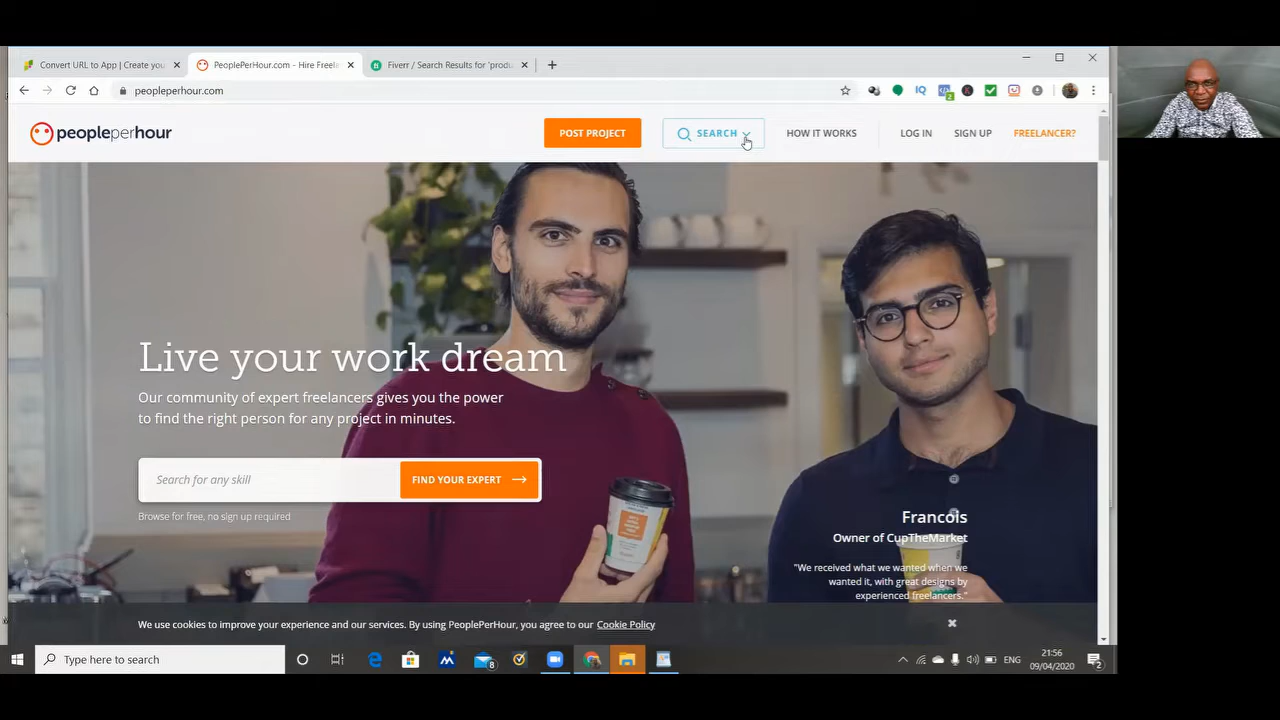 Convert URL to App | Create you
PeoplePerHour.com - Hire Freela
Fiverr / Search Results for 'produ
peopleperhour.com
peopleperhour
POST PROJECT
SEARCH
HOW IT WORKS
LOG IN
SIGN UP
FREELANCER?
Live your work dream
Our community of expert freelancers gives you the power
to find the right person for any project in minutes.
Search for any skill
FIND YOUR EXPERT
Browse for free, no sign up required
Francois
Owner of CupTheMarket
"We received what we wanted when we
wanted it, with great designs by
experienced freelancers."
We use cookies to improve your experience and our services. By using PeoplePerHour, you agree to our Cookie Policy
Type here to search
8
ENG
21:56
09/04/2020
2